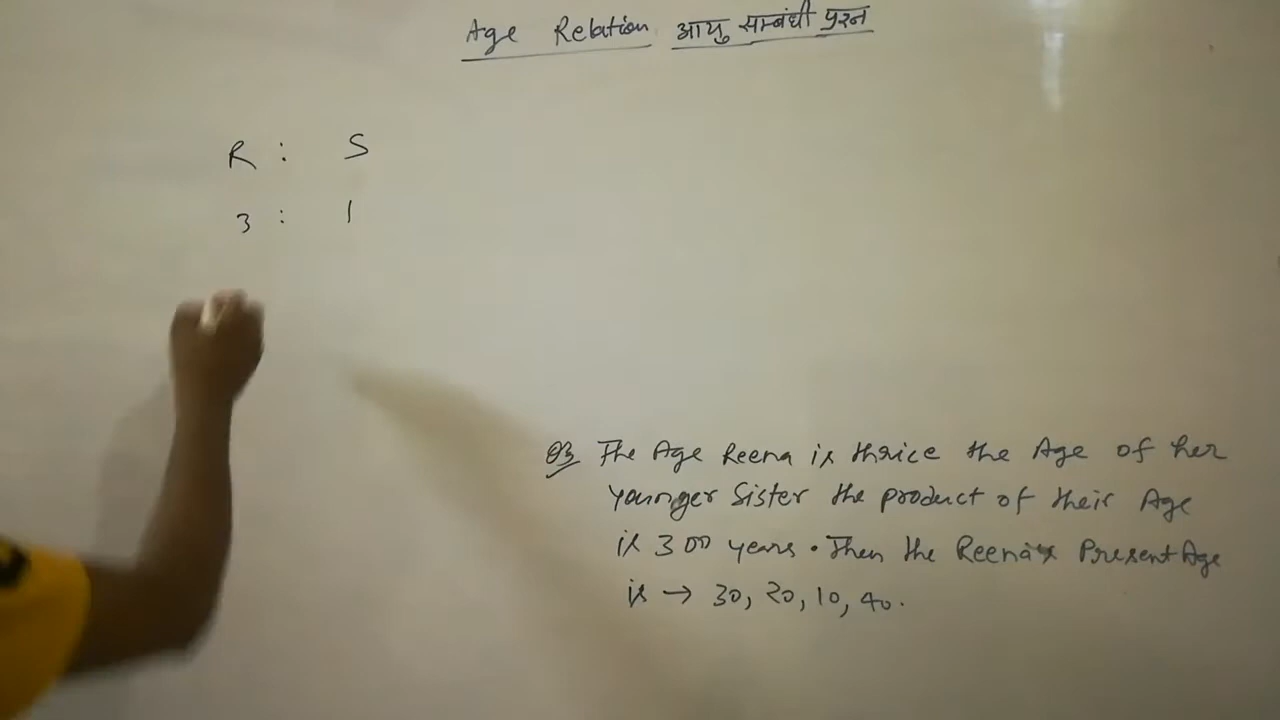 Age Relation आयु सम्बंधी प्रश्न
R : S
3 : 1
Q3 The Age Reena is thrice the Age of her
younger Sister the product of their Age
is 300 years. Then the Reena's Present Age
is → 30, 20, 10, 40.